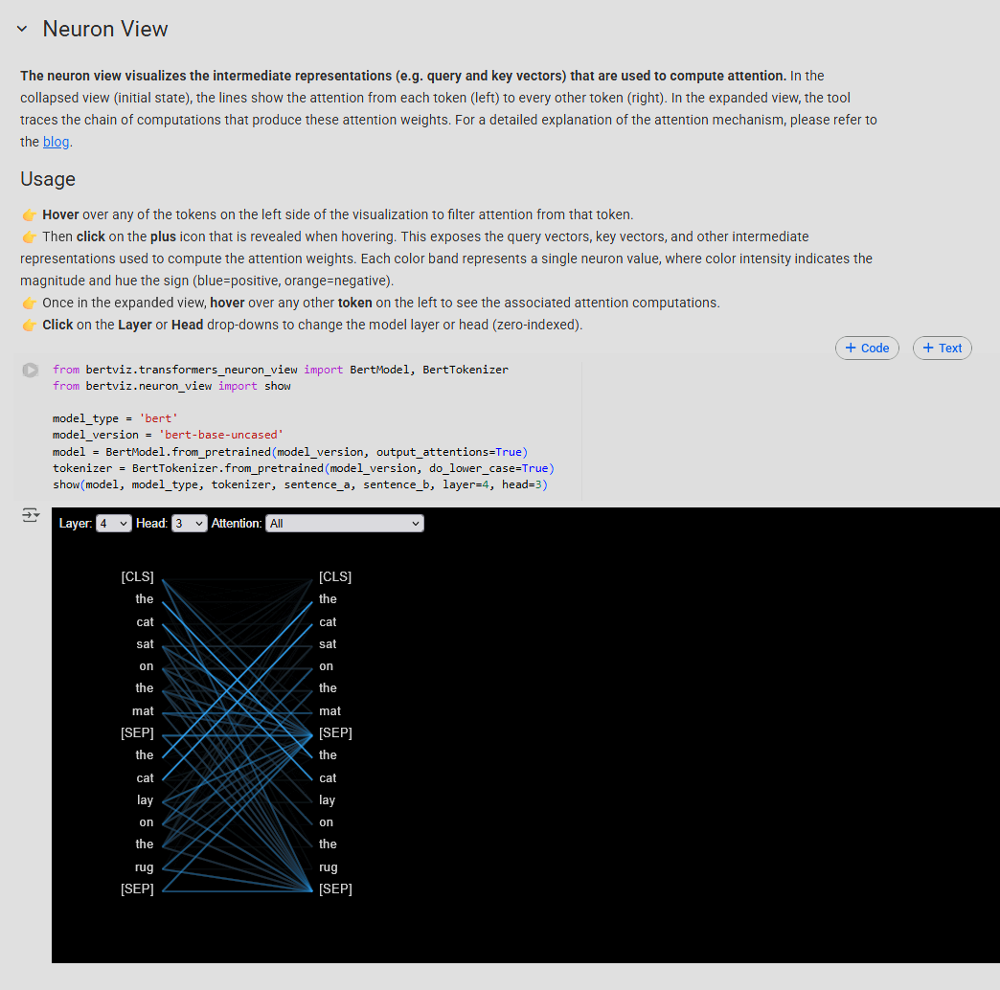 Neuron View
The neuron view visualizes the intermediate representations (e.g. query and key vectors) that are used to compute attention. In the
collapsed view (initial state), the lines show the attention from each token (left) to every other token (right). In the expanded view, the tool
traces the chain of computations that produce these attention weights. For a detailed explanation of the attention mechanism, please refer to
the blog.
Usage
👉 Hover over any of the tokens on the left side of the visualization to filter attention from that token.
👉 Then click on the plus icon that is revealed when hovering. This exposes the query vectors, key vectors, and other intermediate
representations used to compute the attention weights. Each color band represents a single neuron value, where color intensity indicates the
magnitude and hue the sign (blue=positive, orange=negative).
👉 Once in the expanded view, hover over any other token on the left to see the associated attention computations.
👉 Click on the Layer or Head drop-downs to change the model layer or head (zero-indexed).
+ Code + Text
from bertviz.transformers_neuron_view import BertModel, BertTokenizer
from bertviz.neuron_view import show
model_type = 'bert'
model_version = 'bert-base-uncased'
model = BertModel.from_pretrained(model_version, output_attentions=True)
tokenizer = BertTokenizer.from_pretrained(model_version, do_lower_case=True)
show(model, model_type, tokenizer, sentence_a, sentence_b, layer=4, head=3)
Layer: 4 Head: 3 Attention: All
[CLS] [CLS]
the the
cat cat
sat sat
on on
the the
mat mat
[SEP] [SEP]
the the
cat cat
lay lay
on on
the the
rug rug
[SEP] [SEP]